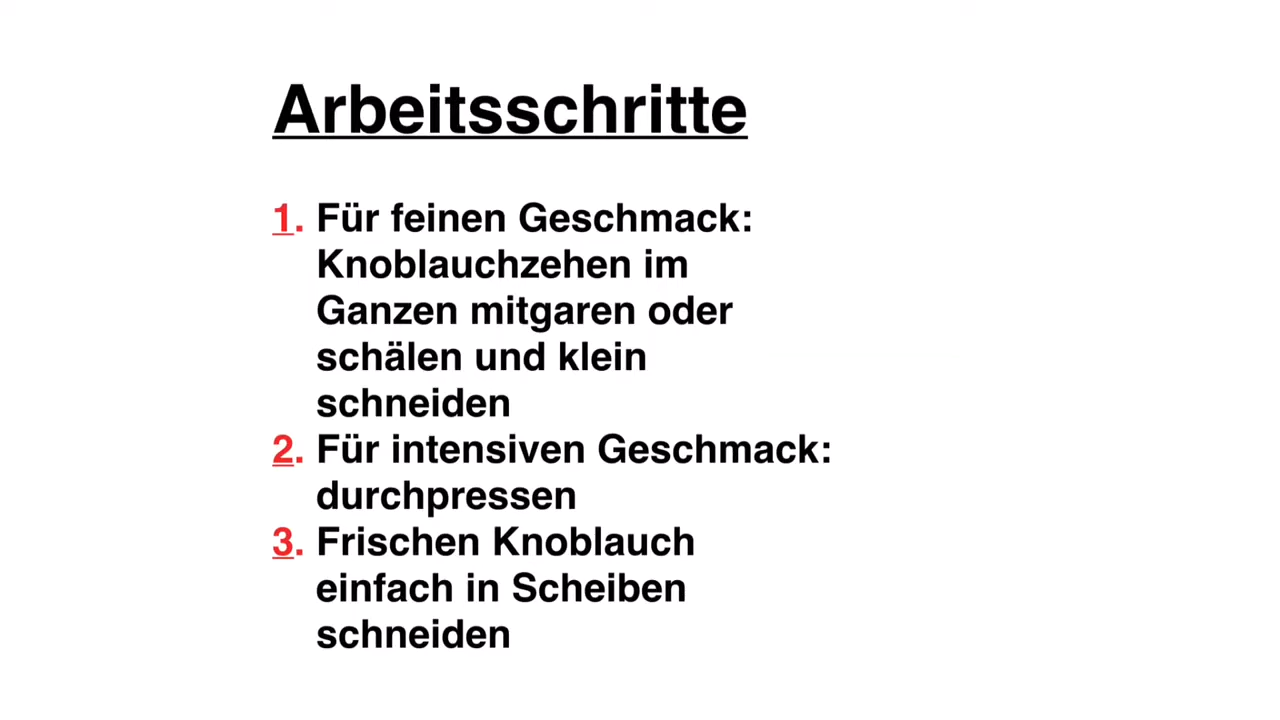 Arbeitsschritte
1. Für feinen Geschmack:
Knoblauchzehen im
Ganzen mitgaren oder
schälen und klein
schneiden
2. Für intensiven Geschmack:
durchpressen
3. Frischen Knoblauch
einfach in Scheiben
schneiden